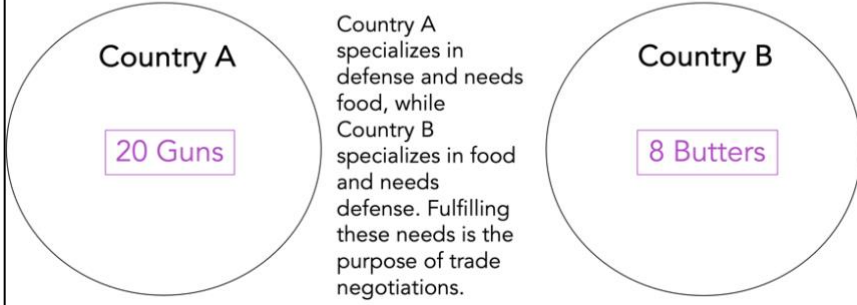 Country A
20 Guns
Country A
specializes in
defense and needs
food, while
Country B
specializes in food
and needs
defense. Fulfilling
these needs is the
purpose of trade
negotiations.
Country B
8 Butters